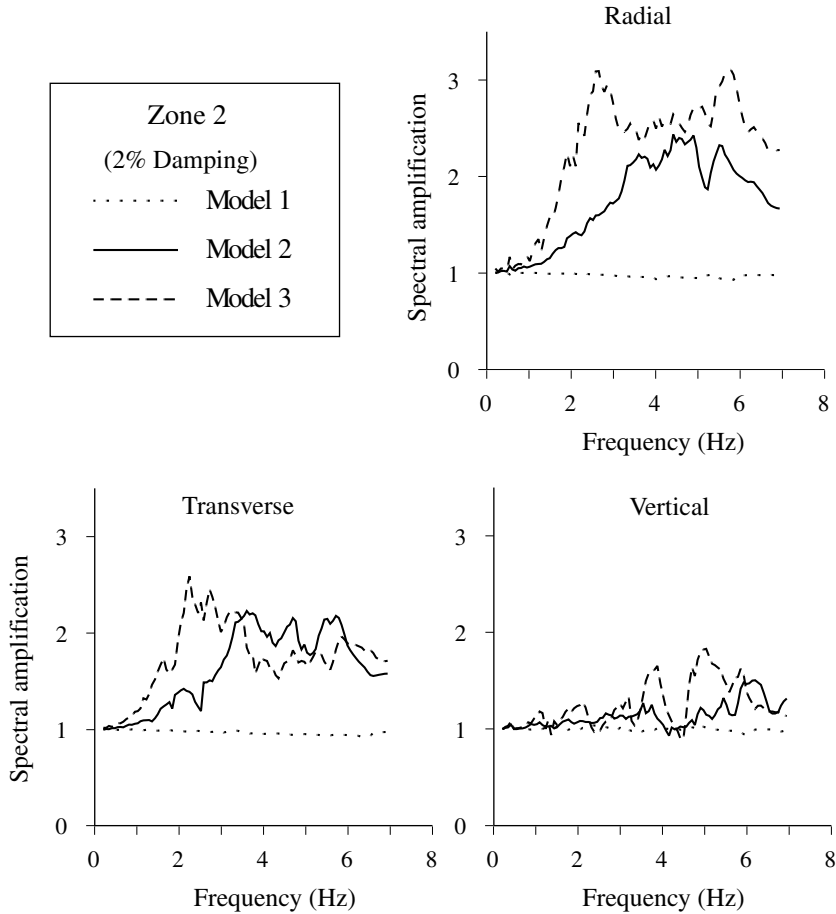 Radial
Zone 2
(2% Damping)
Model 1
Model 2
Model 3
Spectral amplification
3
2
1
0
0 2 4 6 8
Frequency (Hz)
Transverse
Spectral amplification
3
2
1
0
0 2 4 6 8
Frequency (Hz)
Vertical
3
2
1
0
0 2 4 6 8
Frequency (Hz)